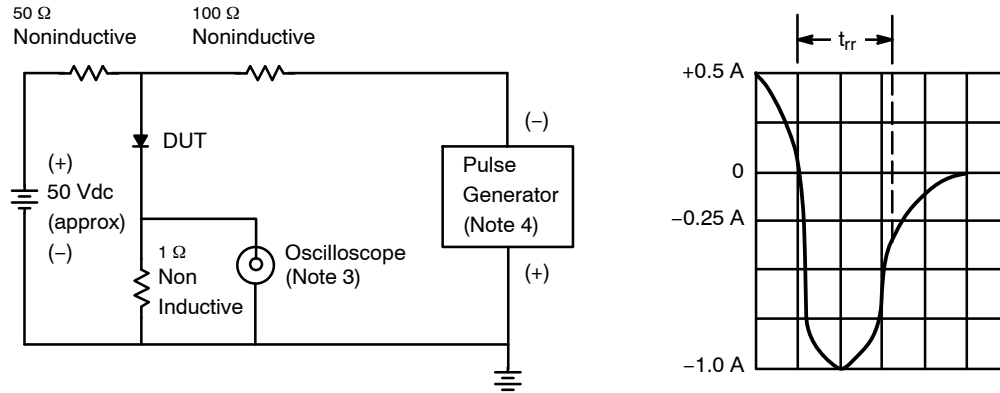 50 Ω
Noninductive
100 Ω
Noninductive
DUT
(+)
50 Vdc
(approx)
(−)
1 Ω
Non
Inductive
Oscilloscope
(Note 3)
(−)
Pulse
Generator
(Note 4)
(+)
trr
+0.5 A
0
−0.25 A
−1.0 A